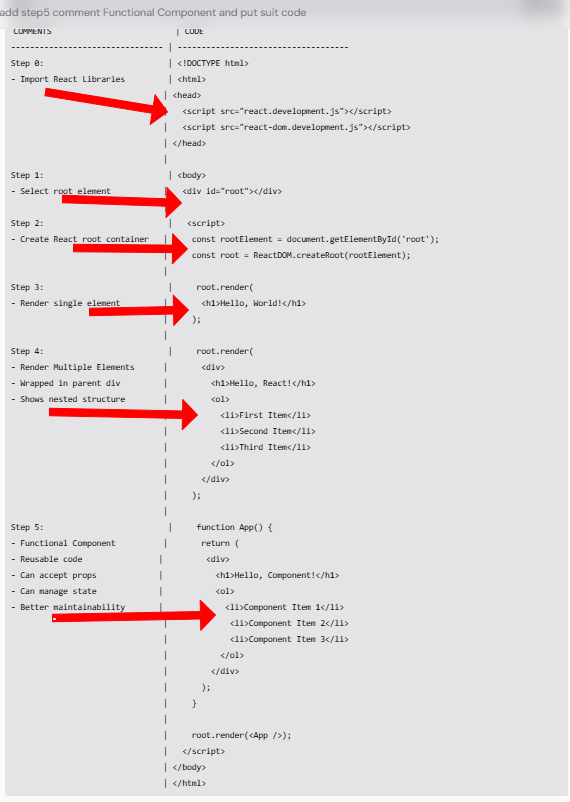 add step5 comment Functional Component and put suit code
COMMENTS | CODE
-------------------------------- | ------------------------------------
Step 0: | <!DOCTYPE html>
- Import React Libraries | <html>
| <head>
<script src="react.development.js"></script>
| <script src="react-dom.development.js"></script>
| </head>
|
Step 1: | <body>
- Select root element | <div id="root"></div>
Step 2: | <script>
- Create React root container | const rootElement = document.getElementById('root');
| const root = ReactDOM.createRoot(rootElement);
|
Step 3: | root.render(
- Render single element | <h1>Hello, World!</h1>
| );
|
Step 4: | root.render(
- Render Multiple Elements | <div>
- Wrapped in parent div | <h1>Hello, React!</h1>
- Shows nested structure | <ol>
| <li>First Item</li>
| <li>Second Item</li>
| <li>Third Item</li>
| </ol>
| </div>
| );
|
Step 5: | function App() {
- Functional Component | return (
- Reusable code | <div>
- Can accept props | <h1>Hello, Component!</h1>
- Can manage state | <ol>
- Better maintainability | <li>Component Item 1</li>
| <li>Component Item 2</li>
| <li>Component Item 3</li>
| </ol>
| </div>
| );
| }
|
| root.render(<App />);
| </script>
| </body>
| </html>